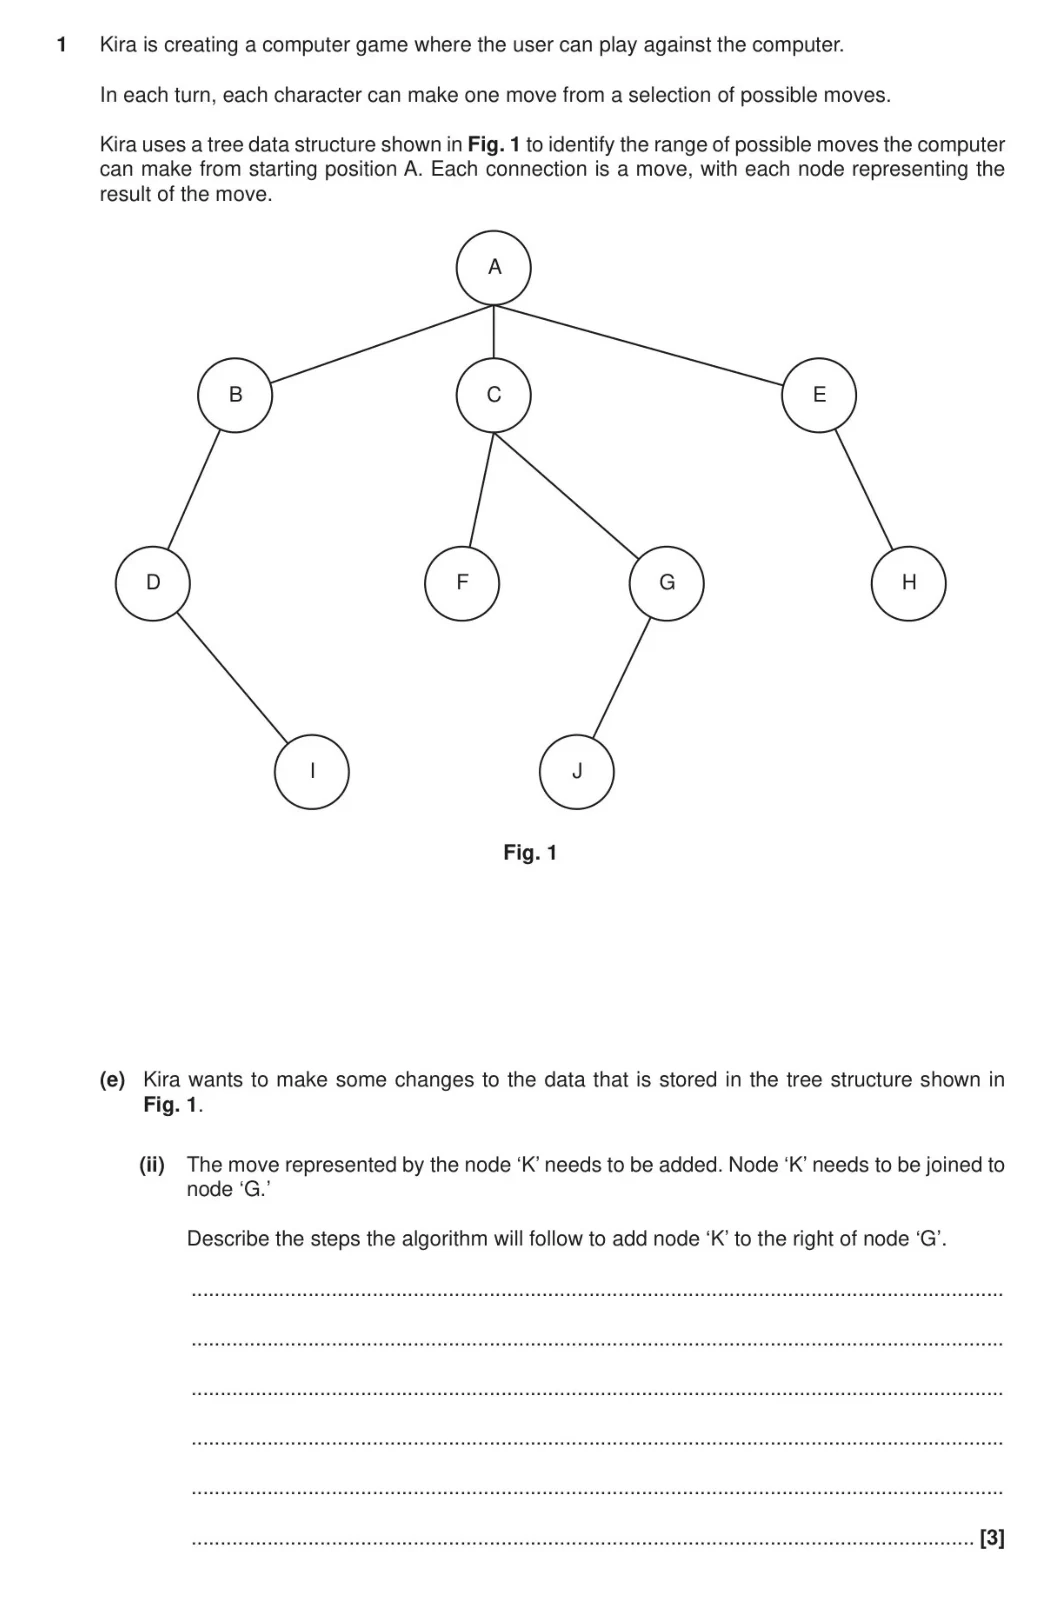 1 Kira is creating a computer game where the user can play against the computer.
In each turn, each character can make one move from a selection of possible moves.
Kira uses a tree data structure shown in Fig. 1 to identify the range of possible moves the computer
can make from starting position A. Each connection is a move, with each node representing the
result of the move.
A
B C E
D F G H
I J
Fig. 1
(e) Kira wants to make some changes to the data that is stored in the tree structure shown in
Fig. 1.
(ii) The move represented by the node ‘K’ needs to be added. Node ‘K’ needs to be joined to
node ‘G.’
Describe the steps the algorithm will follow to add node ‘K’ to the right of node ‘G’.
[3]